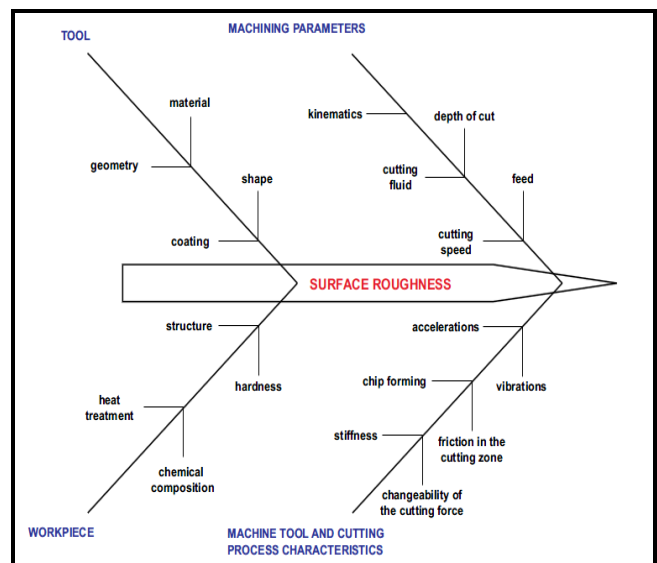 TOOL
MACHINING PARAMETERS
material
kinematics
depth of cut
geometry
cutting
fluid
shape
feed
coating
cutting
speed
SURFACE ROUGHNESS
structure
accelerations
hardness
chip forming
vibrations
heat
treatment
stiffness
friction in the
cutting zone
chemical
composition
changeability of
the cutting force
WORKPIECE
MACHINE TOOL AND CUTTING
PROCESS CHARACTERISTICS